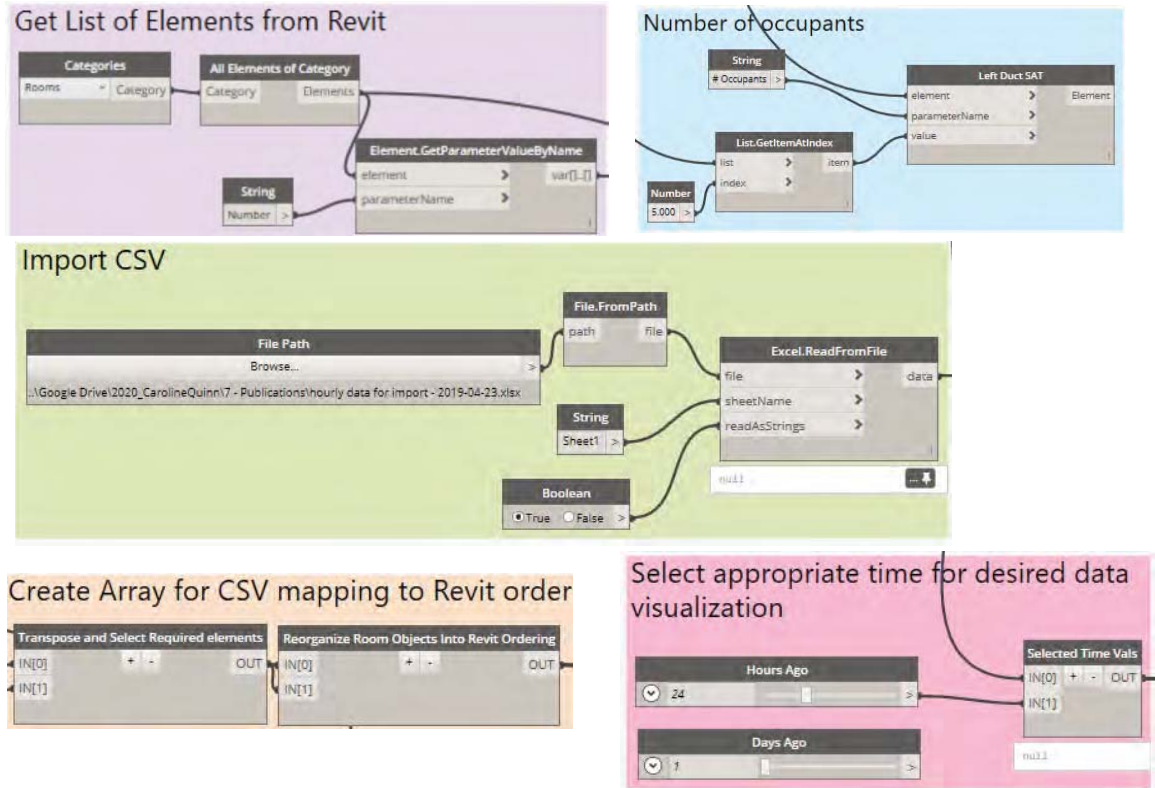 Get List of Elements from Revit
Categories
Rooms Category
All Elements of Category
Category Elements
Element.GetParameterValueByName
element > var[]..[]
parameterName >
String
Number >
Number of occupants
String
# Occupants >
Left Duct SAT
element > Element
parameterName >
value >
List.GetItemAtIndex
list > item
index >
Number
5.000 >
Import CSV
File Path
Browse... >
..\Google Drive\2020_CarolineQuinn\7 - Publications\hourly data for import - 2019-04-23.xlsx
File.FromPath
path file
Excel.ReadFromFile
file > data
sheetName >
readAsStrings >
null
String
Sheet1 >
Boolean
True False >
Create Array for CSV mapping to Revit order
Transpose and Select Required elements
IN[0] + - OUT
IN[1]
Reorganize Room Objects Into Revit Ordering
IN[0] + - OUT
IN[1]
Select appropriate time for desired data
visualization
Hours Ago
24 >
Days Ago
1 >
Selected Time Vals
IN[0] + - OUT
IN[1]
null